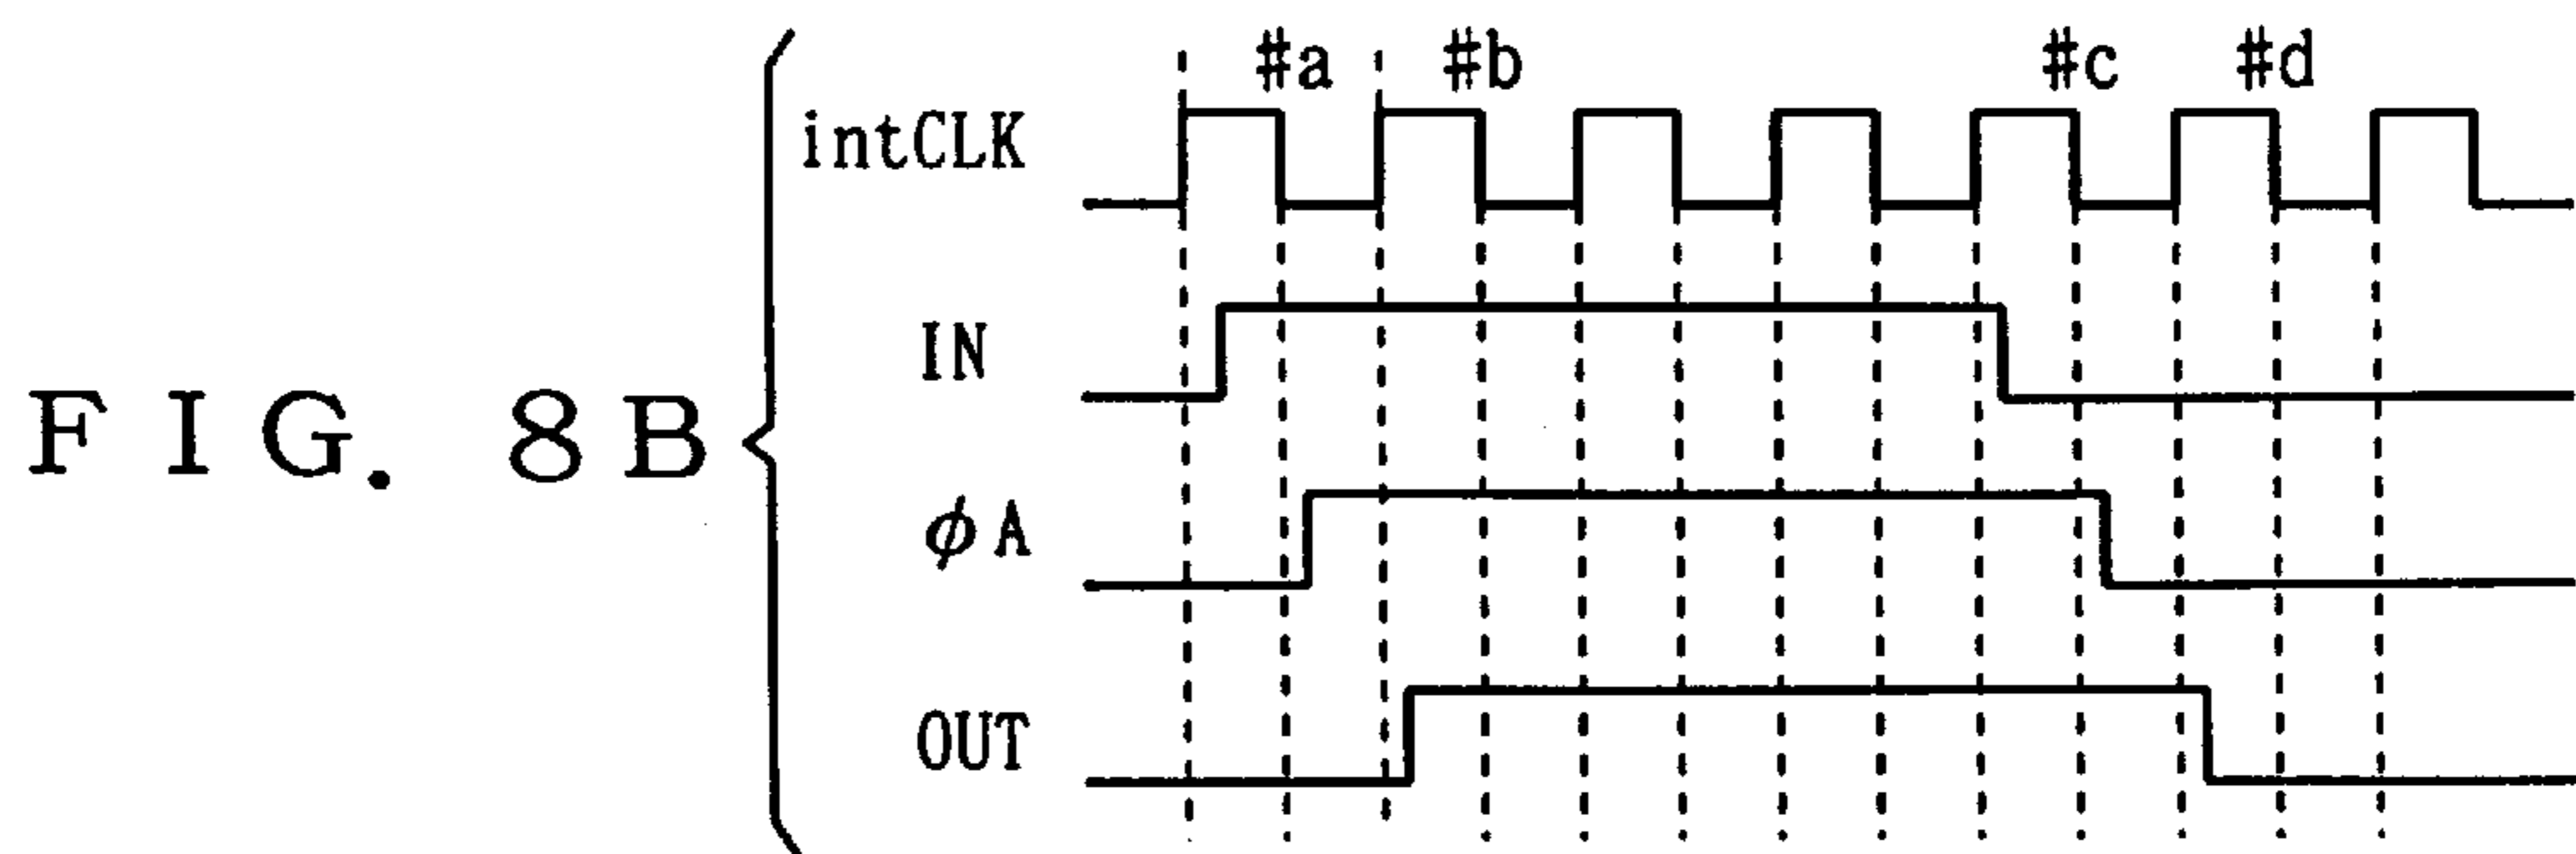 #a #b #c #d
intCLK
IN
FIG. 8B
φA
OUT